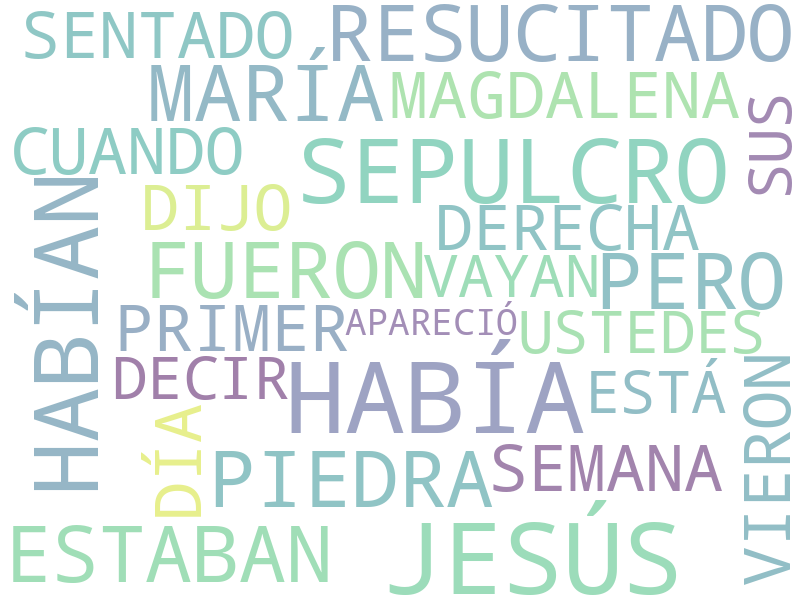 SENTADO
RESUCITADO
MARÍA
MAGDALENA
SUS
CUANDO
SEPULCRO
HABÍAN
DIJO
DERECHA
FUERON
VAYAN
PERO
PRIMER
APARECIÓ
USTEDES
DECIR
HABÍA
ESTÁ
VIERON
DÍA
PIEDRA
SEMANA
ESTABAN
JESÚS